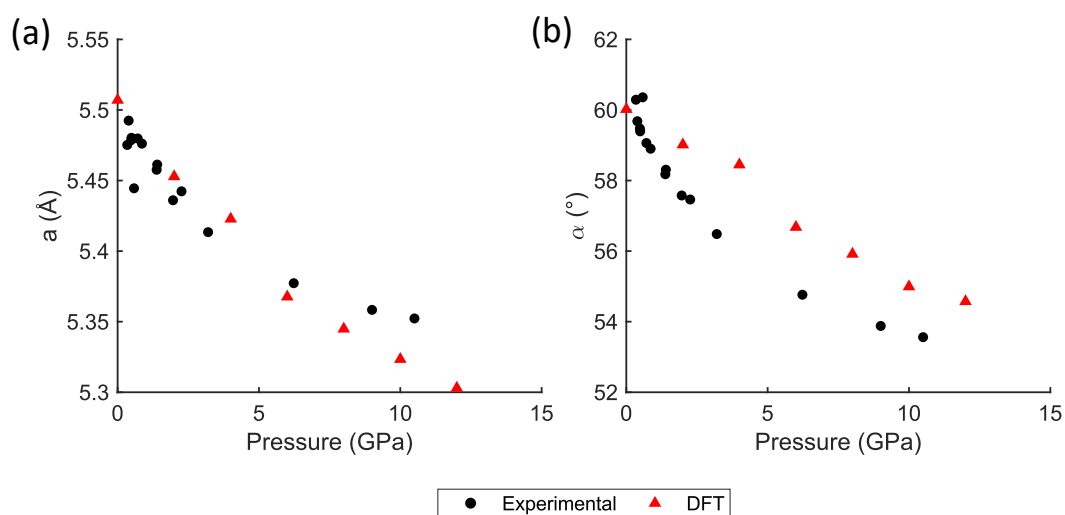 (a)
5.55
5.5
5.45
5.4
5.35
5.3
a (Å)
0
5
10
15
Pressure (GPa)
(b)
62
60
58
56
54
52
α (°)
0
5
10
15
Pressure (GPa)
Experimental DFT